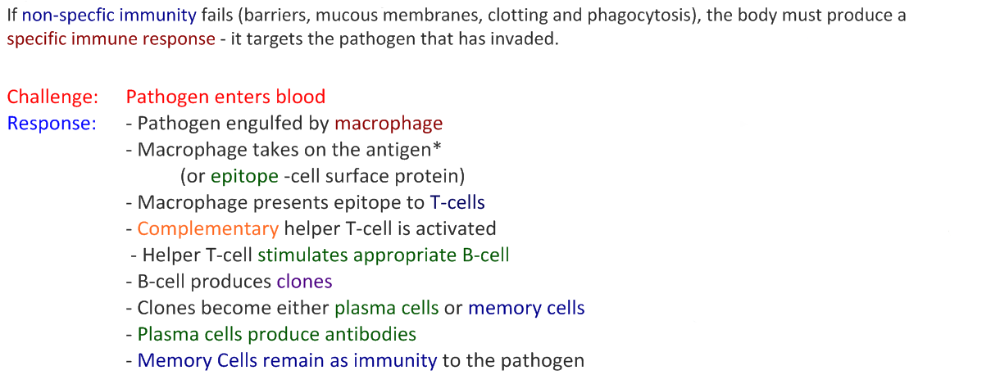 If non-specfic immunity fails (barriers, mucous membranes, clotting and phagocytosis), the body must produce a
specific immune response - it targets the pathogen that has invaded.
Challenge: Pathogen enters blood
Response: - Pathogen engulfed by macrophage
- Macrophage takes on the antigen*
(or epitope -cell surface protein)
- Macrophage presents epitope to T-cells
- Complementary helper T-cell is activated
- Helper T-cell stimulates appropriate B-cell
- B-cell produces clones
- Clones become either plasma cells or memory cells
- Plasma cells produce antibodies
- Memory Cells remain as immunity to the pathogen